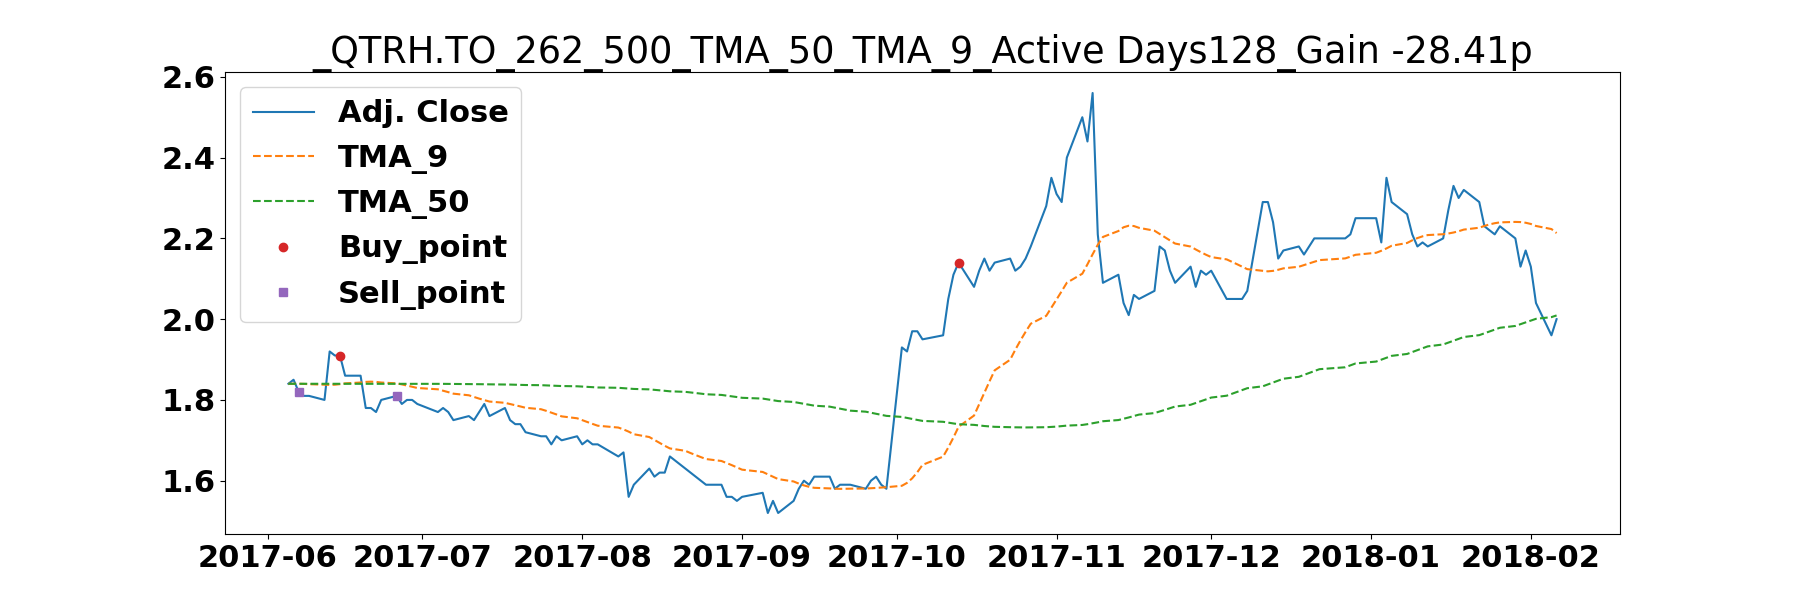 _QTRH.TO_262_500_TMA_50_TMA_9_Active Days128_Gain -28.41p
2.6
2.4
2.2
2.0
1.8
1.6
Adj. Close
TMA_9
TMA_50
Buy_point
Sell_point
2017-06 2017-07 2017-08 2017-09 2017-10 2017-11 2017-12 2018-01 2018-02